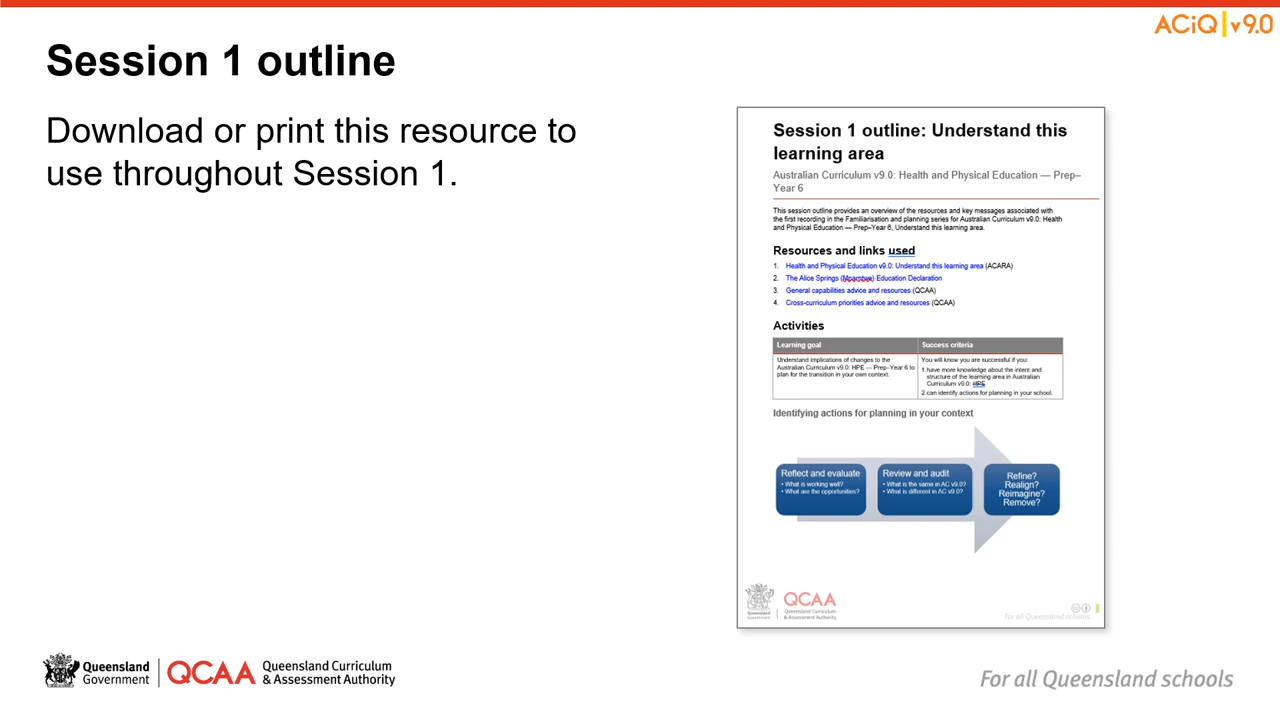 ACiQ v9.0
Session 1 outline
Download or print this resource to
use throughout Session 1.
Session 1 outline: Understand this
learning area
Australian Curriculum v9.0: Health and Physical Education — Prep–
Year 6
This session outline provides an overview of the resources and key messages associated with
the first recording in the Familiarisation and planning series for Australian Curriculum v9.0: Health
and Physical Education — Prep–Year 6, Understand this learning area.
Resources and links used
1. Health and Physical Education v9.0: Understand this learning area (ACARA)
2. The Alice Springs (Mparntwe) Education Declaration
3. General capabilities advice and resources (QCAA)
4. Cross-curriculum priorities advice and resources (QCAA)
Activities
Learning goal
Understand implications of changes to the
Australian Curriculum v9.0: HPE — Prep–Year 6 to
plan for the transition in your own context.
Success criteria
You will know you are successful if you:
1. have more knowledge about the intent and
structure of the learning area in Australian
Curriculum v9.0: HPE
2. can identify actions for planning in your school.
Identifying actions for planning in your context
Reflect and evaluate
• What is working well?
• What are the opportunities?
Review and audit
• What is the same in AC v9.0?
• What is different in AC v9.0?
Refine?
Realign?
Reimagine?
Remove?
Queensland
Government
QCAA
Queensland Curriculum
& Assessment Authority
For all Queensland schools
Queensland
Government
QCAA
Queensland Curriculum
& Assessment Authority
For all Queensland schools